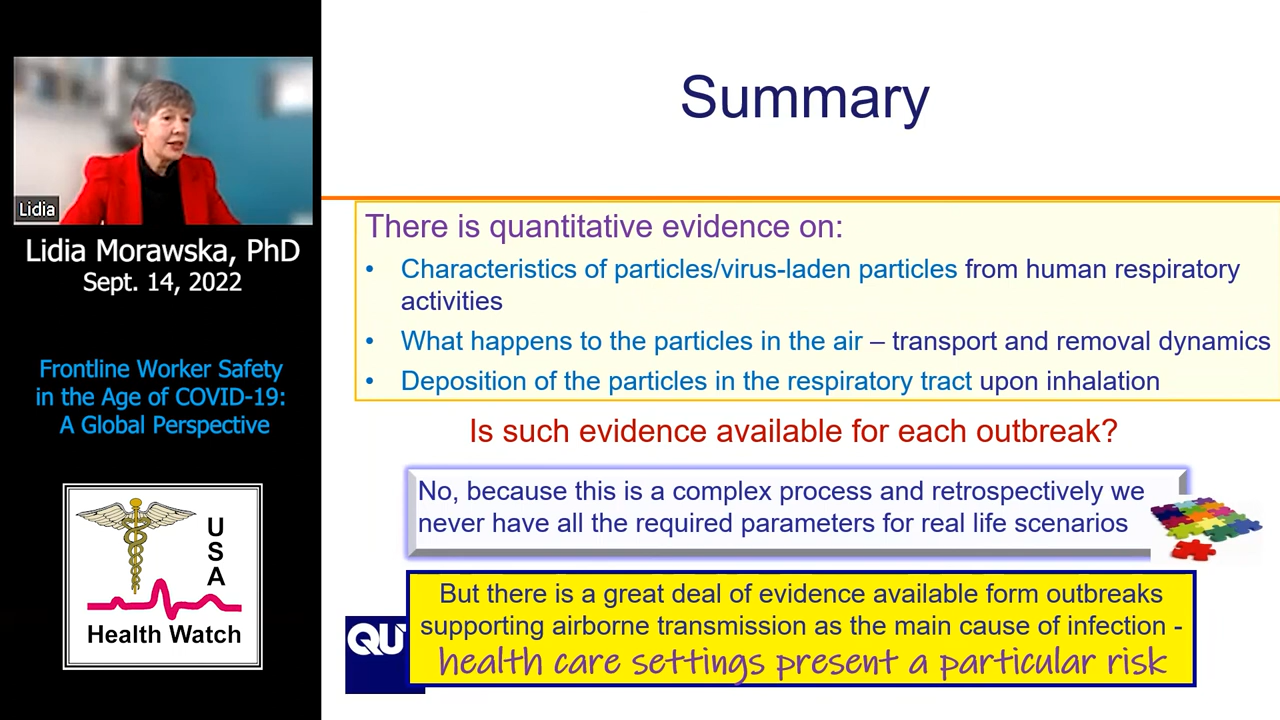 Lidia
Lidia Morawska, PhD
Sept. 14, 2022
Frontline Worker Safety
in the Age of COVID-19:
A Global Perspective
U
S
A
Health Watch
Summary
There is quantitative evidence on:
• Characteristics of particles/virus-laden particles from human respiratory
activities
• What happens to the particles in the air – transport and removal dynamics
• Deposition of the particles in the respiratory tract upon inhalation
Is such evidence available for each outbreak?
No, because this is a complex process and retrospectively we
never have all the required parameters for real life scenarios
But there is a great deal of evidence available form outbreaks
supporting airborne transmission as the main cause of infection -
health care settings present a particular risk
QU